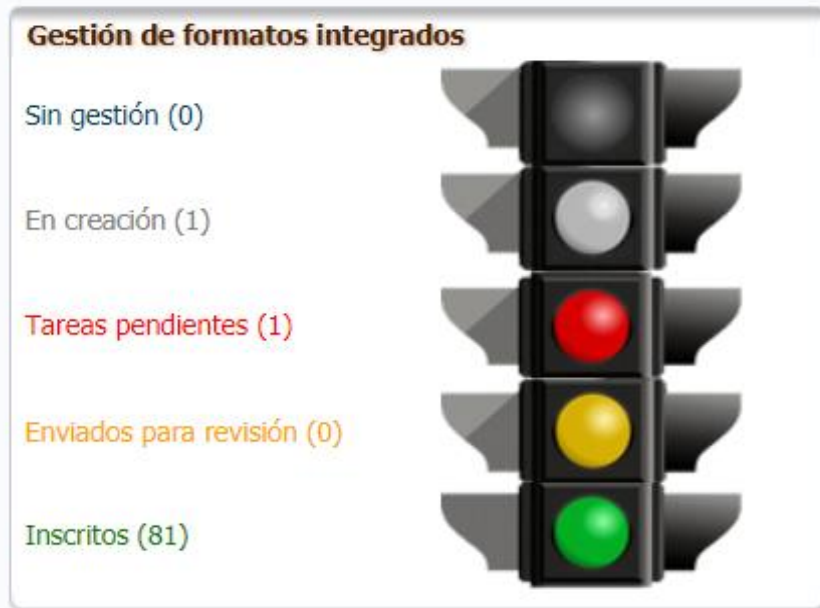 Gestión de formatos integrados
Sin gestión (0)
En creación (1)
Tareas pendientes (1)
Enviados para revisión (0)
Inscritos (81)